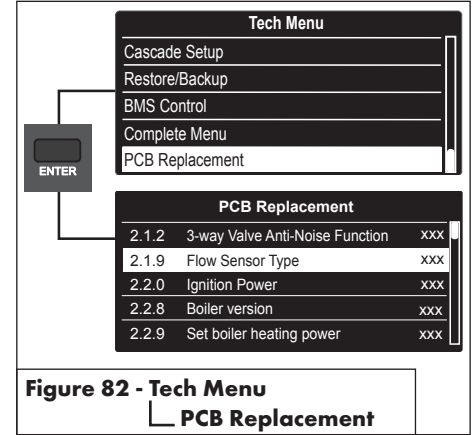 Tech Menu
Cascade Setup
Restore/Backup
BMS Control
Complete Menu
PCB Replacement
ENTER
PCB Replacement
2.1.2 3-way Valve Anti-Noise Function xxx
2.1.9 Flow Sensor Type xxx
2.2.0 Ignition Power xxx
2.2.8 Boiler version xxx
2.2.9 Set boiler heating power xxx
Figure 82 - Tech Menu
PCB Replacement